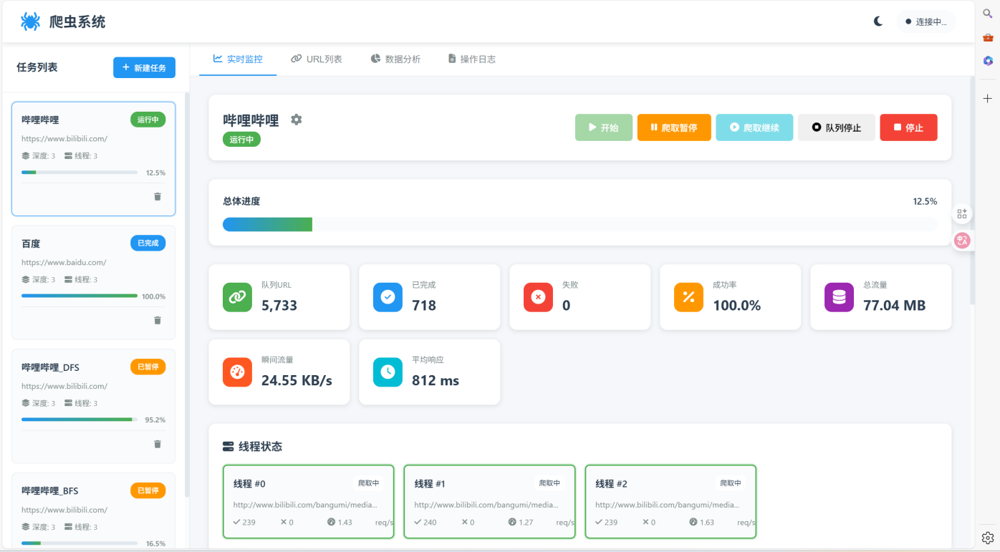 爬虫系统
连接中...
任务列表
+ 新建任务
实时监控
URL列表
数据分析
操作日志
哔哩哔哩
运行中
https://www.bilibili.com/
深度: 3 线程: 3
12.5%
百度
已完成
https://www.baidu.com/
深度: 3 线程: 3
100.0%
哔哩哔哩_DFS
已暂停
https://www.bilibili.com/
深度: 3 线程: 3
95.2%
哔哩哔哩_BFS
已暂停
https://www.bilibili.com/
深度: 3 线程: 3
16.5%
哔哩哔哩
运行中
开始
爬取暂停
爬取继续
队列停止
停止
总体进度
12.5%
队列URL
5,733
已完成
718
失败
0
成功率
100.0%
总流量
77.04 MB
瞬间流量
24.55 KB/s
平均响应
812 ms
线程状态
线程 #0
爬取中
http://www.bilibili.com/bangumi/media...
239 0 1.43 req/s
线程 #1
爬取中
http://www.bilibili.com/bangumi/media...
240 0 1.27 req/s
线程 #2
爬取中
http://www.bilibili.com/bangumi/media...
239 0 1.63 req/s